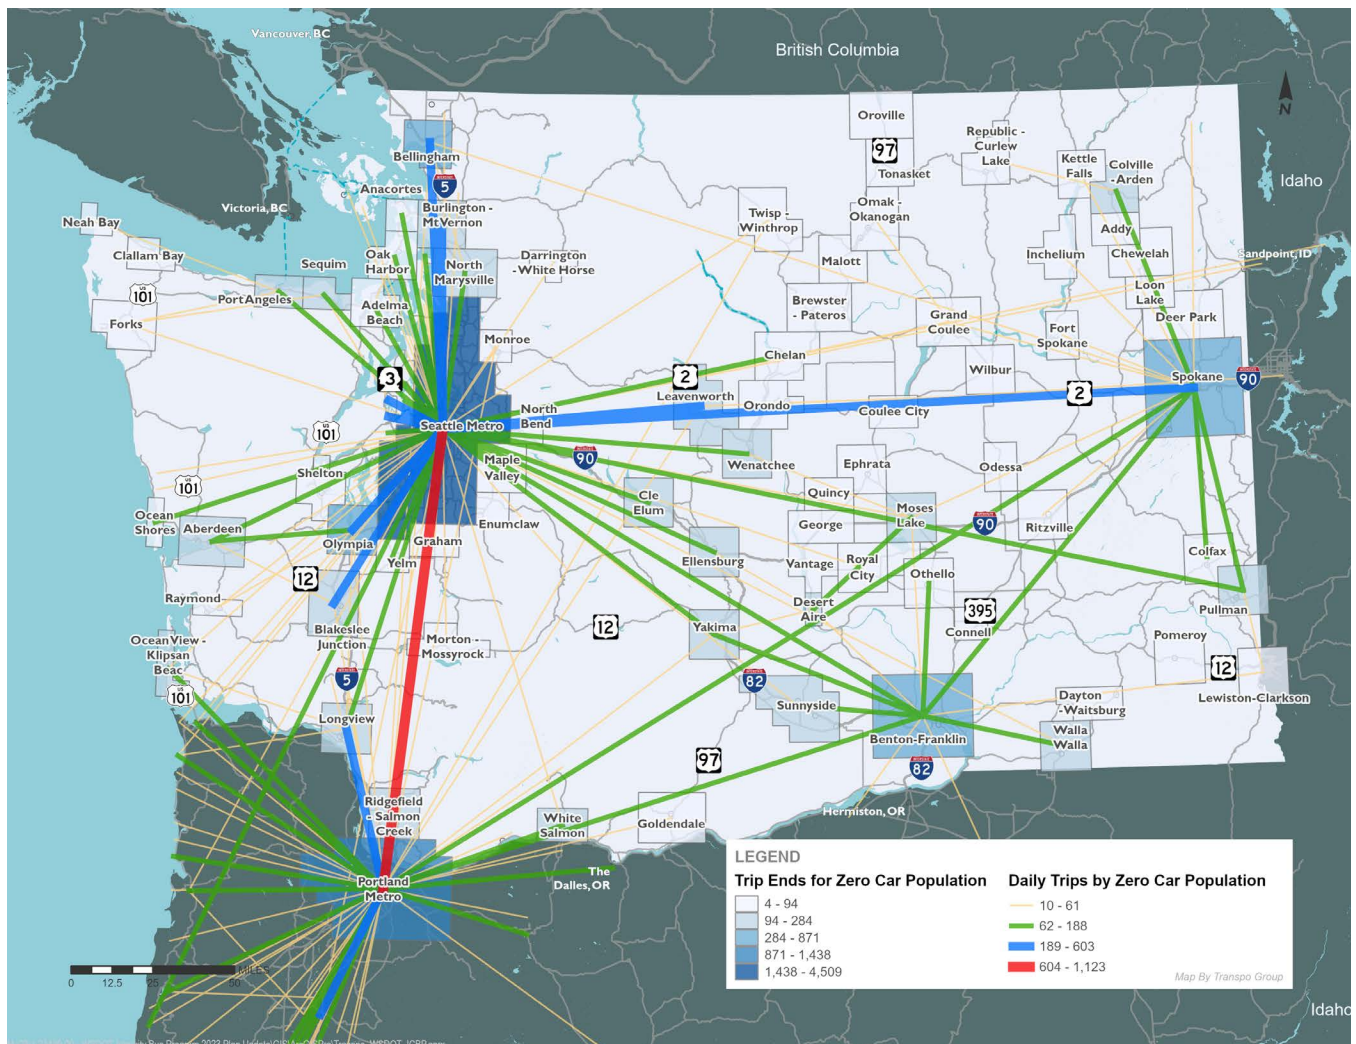 Vancouver, BC
British Columbia
N
Oroville
97
Tonasket
Republic -
Curlew
Lake
Kettle
Falls
Colville
-Arden
Idaho
Bellingham
5
Anacortes
Victoria, BC
Burlington -
Mt Vernon
Neah Bay
Clallam Bay
Sequim
Oak
Harbor
North
Marysville
Darrington
-White Horse
Twisp -
Winthrop
Omak -
Okanogan
Malott
Inchelium
Addy
Chewelah
Sandpoint, ID
US
101
Port Angeles
Forks
Adelma
Beach
Monroe
Brewster
- Pateros
Grand
Coulee
Fort
Spokane
Loon
Lake
Deer Park
Chelan
3
2
Leavenworth
Orondo
Wilbur
Coulee City
2
Spokane
90
North
Bend
Seattle Metro
US
101
Maple
Valley
90
Wenatchee
Ephrata
Odessa
Shelton
US
101
Quincy
Cle
Elum
Moses
Lake
George
90
Ritzville
Ocean
Shores
Aberdeen
Enumclaw
Olympia
Graham
Yelm
Ellensburg
Vantage
Royal
City
Othello
Colfax
12
Raymond
Desert
Aire
395
Connell
Pullman
Blakeslee
Junction
Morton -
Mossyrock
12
Yakima
Pomeroy
12
Ocean View -
Klipsan
Beac
US
101
5
82
Sunnyside
Dayton
-Waitsburg
Lewiston-Clarkson
Longview
Benton-Franklin
Walla
Walla
97
82
Ridgefield
- Salmon
Creek
White
Salmon
Goldendale
Hermiston, OR
The
Dalles, OR
Portland
Metro
LEGEND
Trip Ends for Zero Car Population
4 - 94
94 - 284
284 - 871
871 - 1,438
1,438 - 4,509
Daily Trips by Zero Car Population
10 - 61
62 - 188
189 - 603
604 - 1,123
Map By Transpo Group
MILES
0 12.5 25 50
Idaho